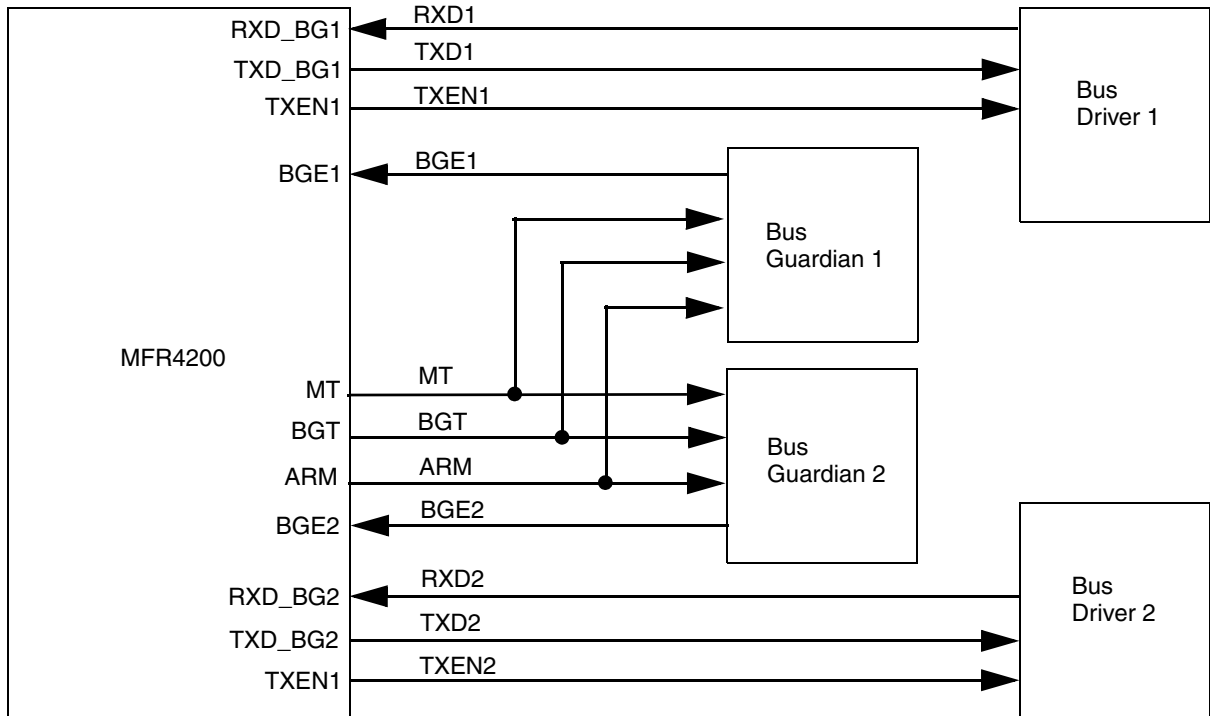 RXD_BG1 RXD1
TXD_BG1 TXD1
TXEN1 TXEN1
Bus
Driver 1
BGE1 BGE1
Bus
Guardian 1
MFR4200
MT MT
BGT BGT
ARM ARM
Bus
Guardian 2
BGE2 BGE2
RXD_BG2 RXD2
TXD_BG2 TXD2
TXEN1 TXEN2
Bus
Driver 2